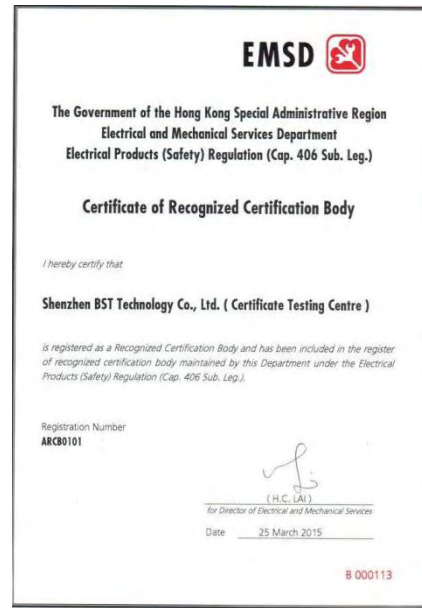 EMSD
The Government of the Hong Kong Special Administrative Region
Electrical and Mechanical Services Department
Electrical Products (Safety) Regulation (Cap. 406 Sub. Leg.)
Certificate of Recognized Certification Body
I hereby certify that
Shenzhen BST Technology Co., Ltd. ( Certificate Testing Centre )
is registered as a Recognized Certification Body and has been included in the register
of recognized certification body maintained by this Department under the Electrical
Products (Safety) Regulation (Cap. 406 Sub. Leg.).
Registration Number
ARCB0101
( H.C. LAI )
for Director of Electrical and Mechanical Services
Date 25 March 2015
B 000113